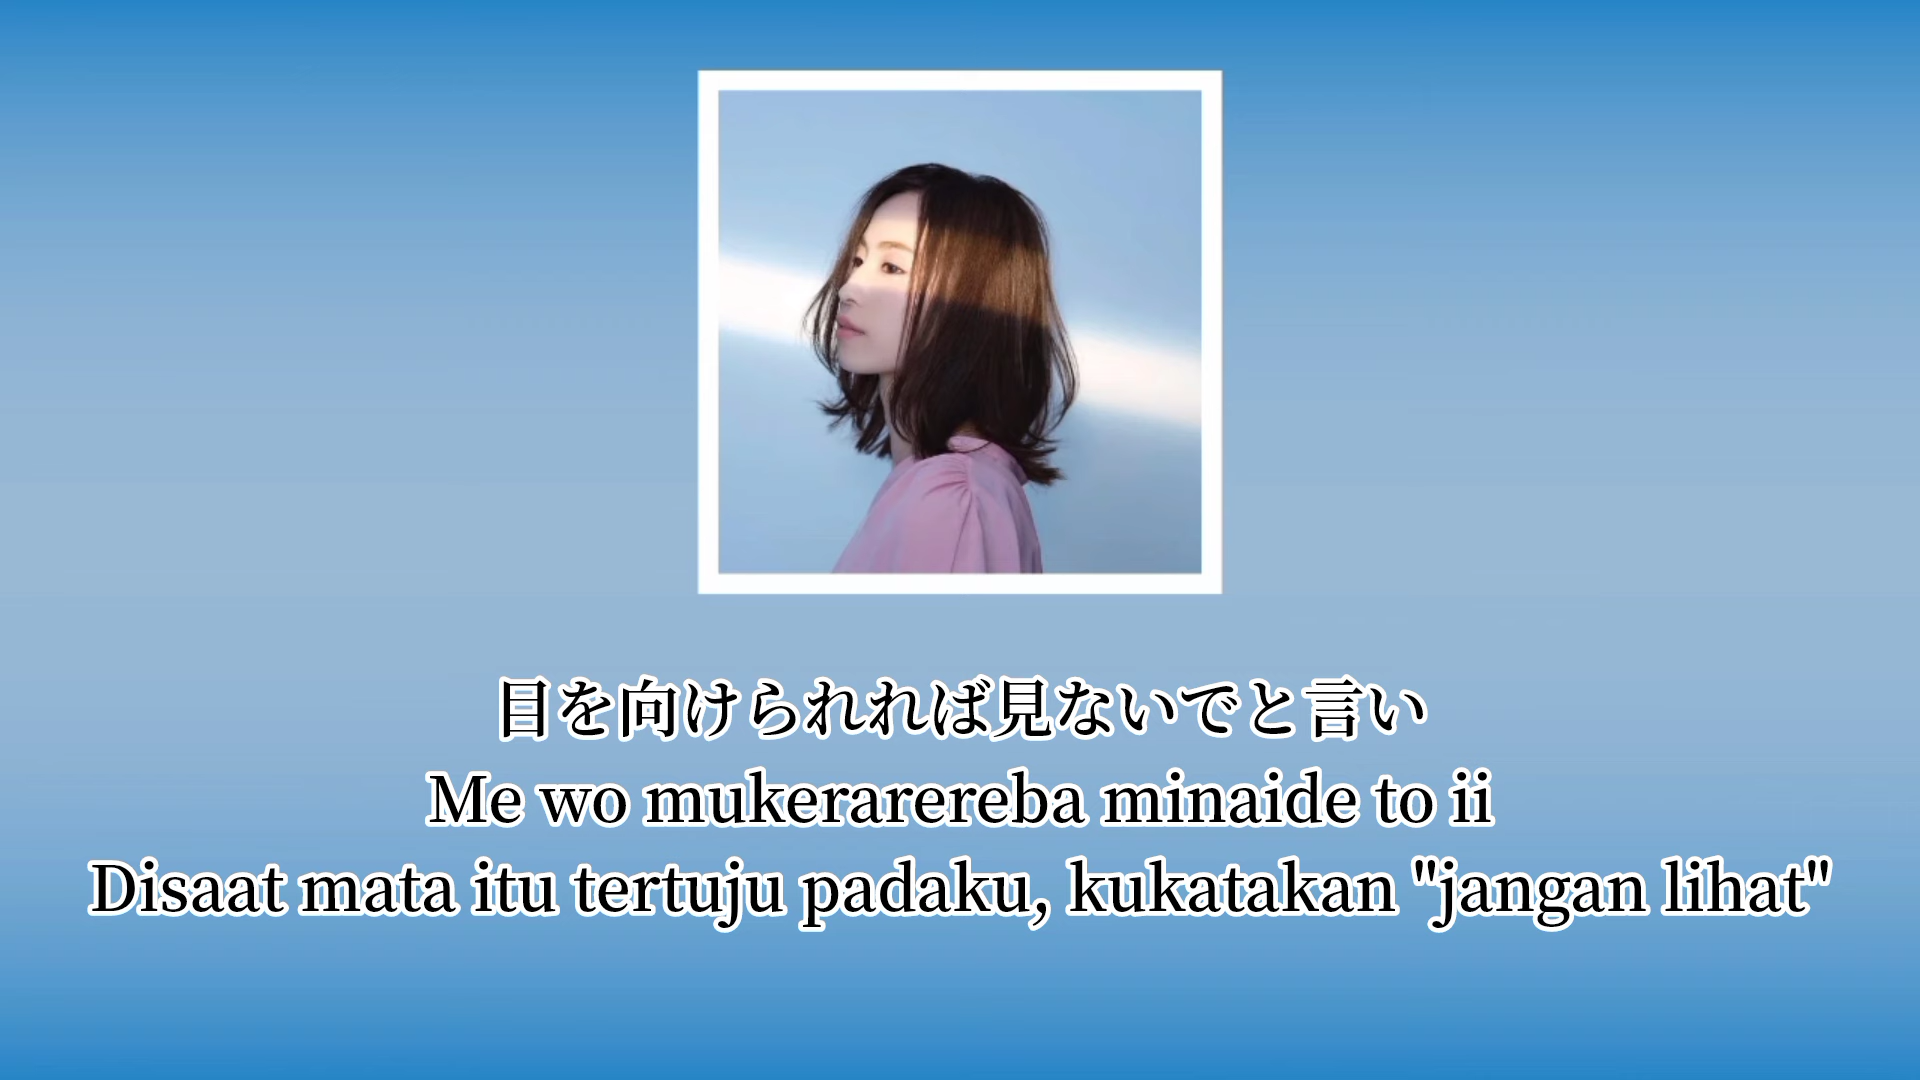 目を向けられれば見ないでと言い
Me wo mukerarereba minaide to ii
Disaat mata itu tertuju padaku, kukatakan "jangan lihat"